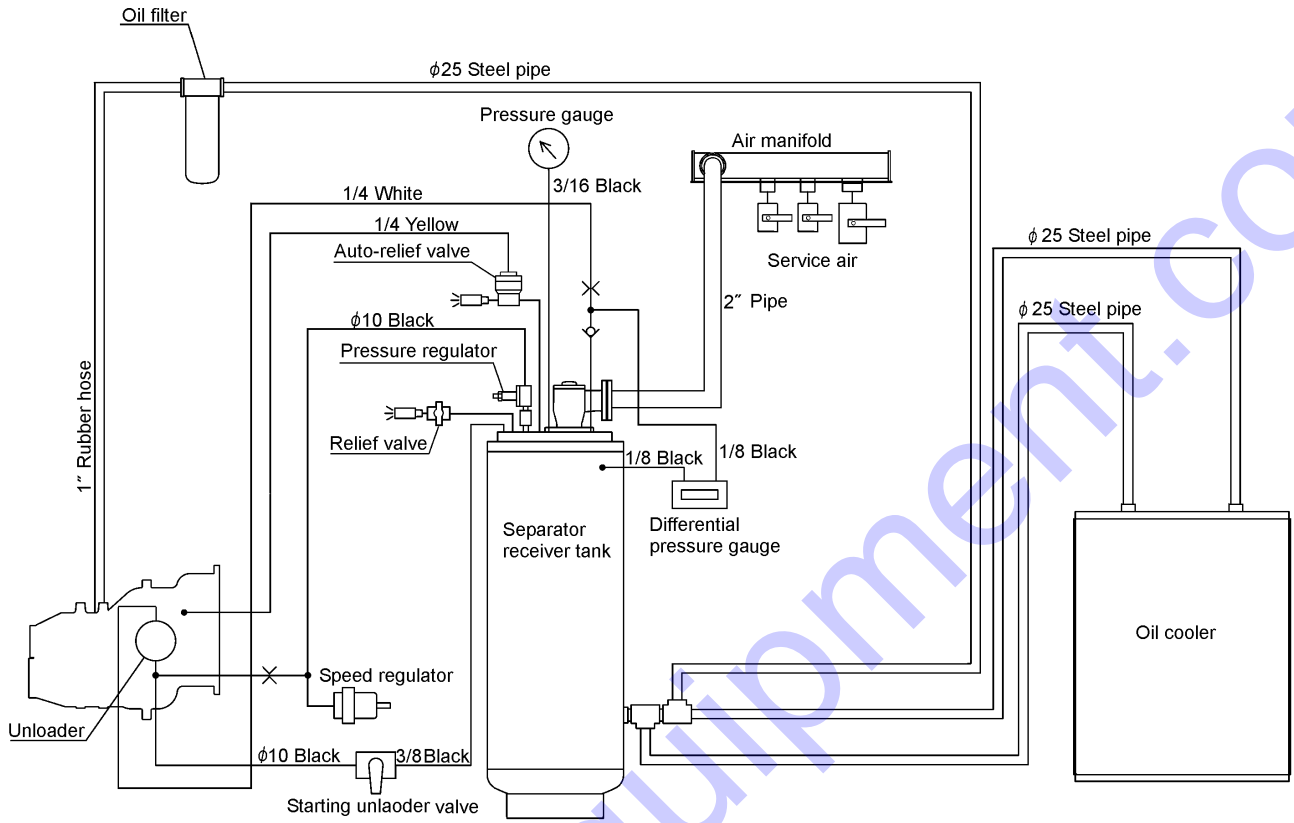 Oil filter
ϕ25 Steel pipe
Pressure gauge
Air manifold
3/16 Black
1/4 White
1/4 Yellow
Auto-relief valve
Service air
ϕ 25 Steel pipe
2″ Pipe
ϕ 25 Steel pipe
ϕ10 Black
Pressure regulator
1″ Rubber hose
Relief valve
1/8 Black
1/8 Black
Separator
receiver tank
Differential
pressure gauge
Oil cooler
Speed regulator
Unloader
ϕ10 Black
3/8Black
Starting unlaoder valve
quipment.co